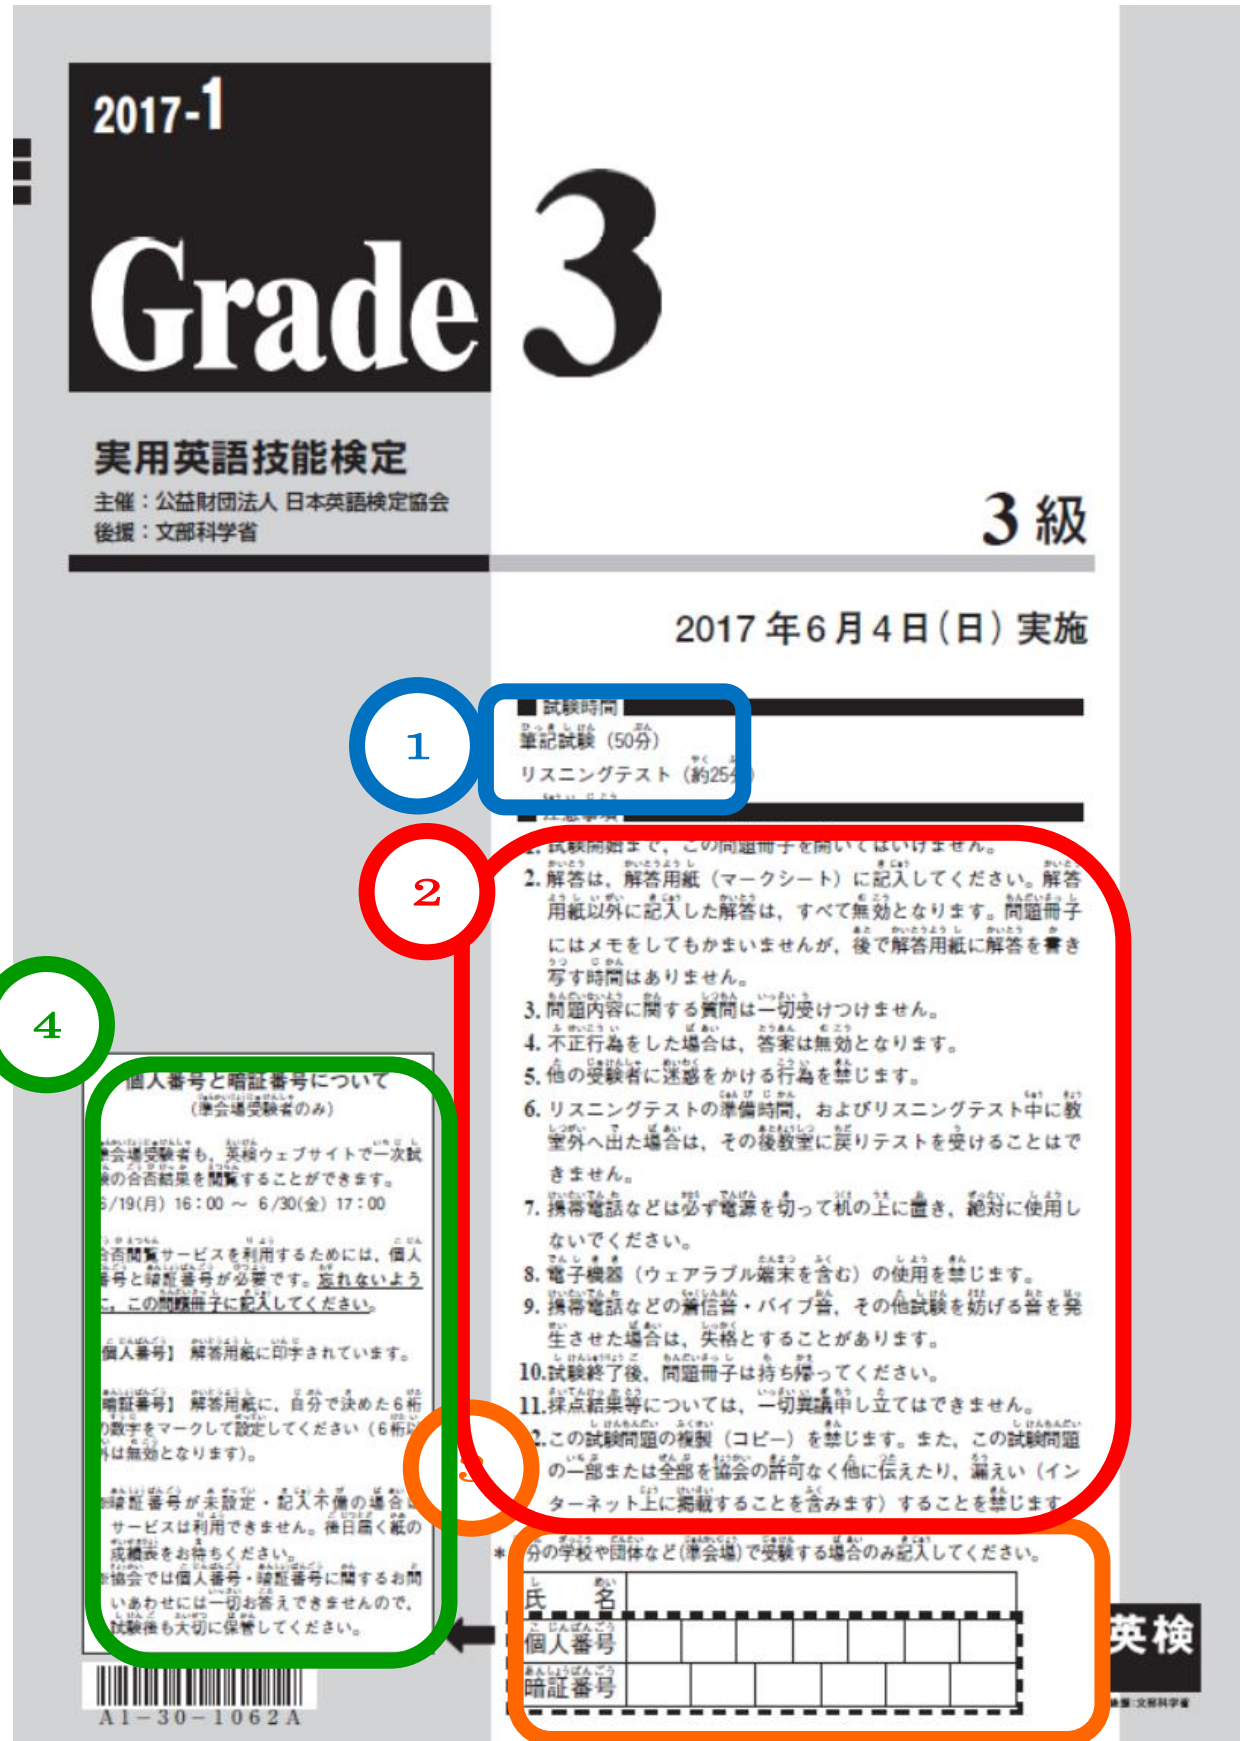 2017-1
Grade 3
実用英語技能検定
主催：公益財団法人 日本英語検定協会
後援：文部科学省
3級
2017年6月4日(日)実施
1
■ 試験時間
筆記試験（50分）
リスニングテスト（約25分）
注意事項
2
1. 試験開始まで，この問題冊子を開いてはいけません。
2. 解答は，解答用紙（マークシート）に記入してください。解答
用紙以外に記入した解答は，すべて無効となります。問題冊子
にはメモをしてもかまいませんが，後で解答用紙に解答を書き
写す時間はありません。
3. 問題内容に関する質問は一切受けつけません。
4. 不正行為をした場合は，答案は無効となります。
5. 他の受験者に迷惑をかける行為を禁じます。
6. リスニングテストの準備時間，およびリスニングテスト中に教
室外へ出た場合は，その後教室に戻りテストを受けることはで
きません。
7. 携帯電話などは必ず電源を切って机の上に置き，絶対に使用し
ないでください。
8. 電子機器（ウェアラブル端末を含む）の使用を禁じます。
9. 携帯電話などの着信音・バイブ音，その他試験を妨げる音を発
生させた場合は，失格とすることがあります。
10. 試験終了後，問題冊子は持ち帰ってください。
11. 採点結果等については，一切異議申し立てはできません。
2. この試験問題の複製（コピー）を禁じます。また，この試験問題
の一部または全部を協会の許可なく他に伝えたり，漏えい（イン
ターネット上に掲載することを含みます）することを禁じます
3
*分の学校や団体など(準会場)で受験する場合のみ記入してください。
氏 名
個人番号
暗証番号
4
個人番号と暗証番号について
(準会場受験者のみ)
会場受験者も，英検ウェブサイトで一次試
の合否結果を閲覧することができます。
6/19(月) 16：00 ～ 6/30(金) 17：00
合否閲覧サービスを利用するためには，個人
番号と暗証番号が必要です。忘れないよう
に，この問題冊子に記入してください。
個人番号】 解答用紙に印字されています。
暗証番号】 解答用紙に，自分で決めた6桁
の数字をマークして設定してください（6桁以
外は無効となります）。
暗証番号が未設定・記入不備の場合は
サービスは利用できません。後日届く紙の
成績表をお待ちください。
協会では個人番号・暗証番号に関するお問
いあわせには一切お答えできませんので，
試験後も大切に保管してください。
A1-30-1062A
英検
後援:文部科学省